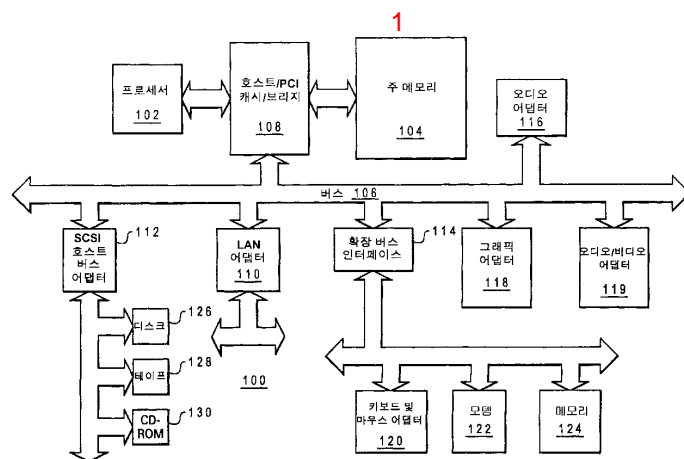 1
프로세서
102
호스트/PCI
캐시/브리지
108
주 메모리
104
오디오
어댑터
116
버스 106
SCSI
호스트
버스
어댑터
112
LAN
어댑터
110
확장 버스
인터페이스
114
그래픽
어댑터
118
오디오/비디오
어댑터
119
디스크
126
테이프
128
CD-
ROM
130
100
키보드 및
마우스 어댑터
120
모뎀
122
메모리
124